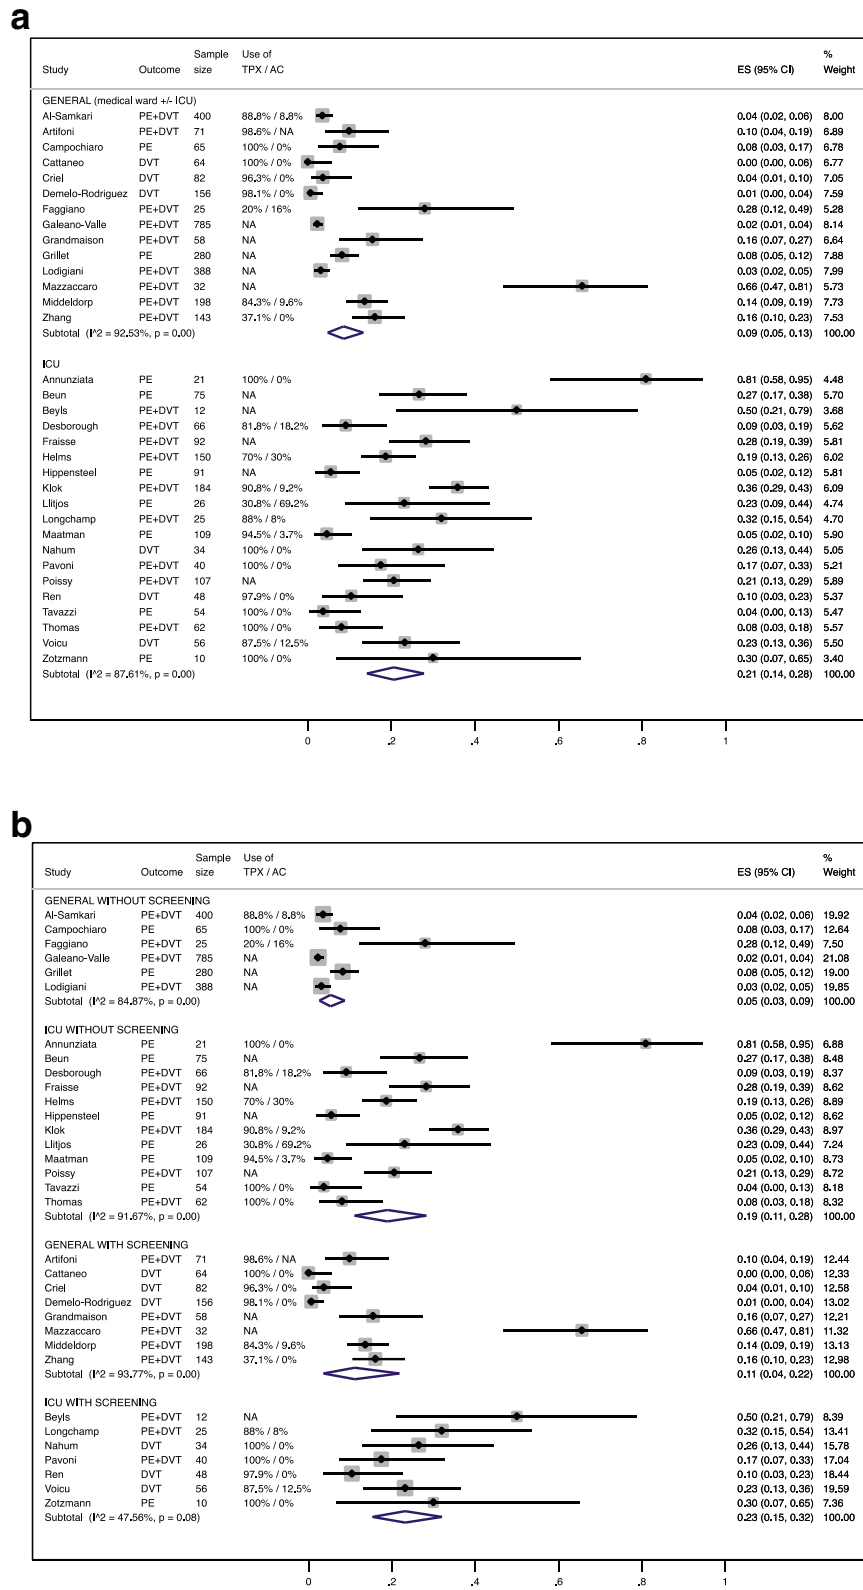 a
Sample Use of %
Study Outcome size TPX / AC ES (95% CI) Weight
GENERAL (medical ward +/- ICU)
Al-Samkari PE+DVT 400 88.8% / 8.8% 0.04 (0.02, 0.06) 8.00
Artifoni PE+DVT 71 98.6% / NA 0.10 (0.04, 0.19) 6.89
Campochiaro PE 65 100% / 0% 0.08 (0.03, 0.17) 6.78
Cattaneo DVT 64 100% / 0% 0.00 (0.00, 0.06) 6.77
Criel DVT 82 96.3% / 0% 0.04 (0.01, 0.10) 7.05
Demelo-Rodriguez DVT 156 98.1% / 0% 0.01 (0.00, 0.04) 7.59
Faggiano PE+DVT 25 20% / 16% 0.28 (0.12, 0.49) 5.28
Galeano-Valle PE+DVT 785 NA 0.02 (0.01, 0.04) 8.14
Grandmaison PE+DVT 58 NA 0.16 (0.07, 0.27) 6.64
Grillet PE 280 NA 0.08 (0.05, 0.12) 7.88
Lodigiani PE+DVT 388 NA 0.03 (0.02, 0.05) 7.99
Mazzaccaro PE+DVT 32 NA 0.66 (0.47, 0.81) 5.73
Middeldorp PE+DVT 198 84.3% / 9.6% 0.14 (0.09, 0.19) 7.73
Zhang PE+DVT 143 37.1% / 0% 0.16 (0.10, 0.23) 7.53
Subtotal (I^2 = 92.53%, p = 0.00) 0.09 (0.05, 0.13) 100.00
ICU
Annunziata PE 21 100% / 0% 0.81 (0.58, 0.95) 4.48
Beun PE 75 NA 0.27 (0.17, 0.38) 5.70
Beyls PE+DVT 12 NA 0.50 (0.21, 0.79) 3.68
Desborough PE+DVT 66 81.8% / 18.2% 0.09 (0.03, 0.19) 5.62
Fraisse PE+DVT 92 NA 0.28 (0.19, 0.39) 5.81
Helms PE+DVT 150 70% / 30% 0.19 (0.13, 0.26) 6.02
Hippensteel PE 91 NA 0.05 (0.02, 0.12) 5.81
Klok PE+DVT 184 90.8% / 9.2% 0.36 (0.29, 0.43) 6.09
Llitjos PE 26 30.8% / 69.2% 0.23 (0.09, 0.44) 4.74
Longchamp PE+DVT 25 88% / 8% 0.32 (0.15, 0.54) 4.70
Maatman PE 109 94.5% / 3.7% 0.05 (0.02, 0.10) 5.90
Nahum DVT 34 100% / 0% 0.26 (0.13, 0.44) 5.05
Pavoni PE+DVT 40 100% / 0% 0.17 (0.07, 0.33) 5.21
Poissy PE+DVT 107 NA 0.21 (0.13, 0.29) 5.89
Ren DVT 48 97.9% / 0% 0.10 (0.03, 0.23) 5.37
Tavazzi PE 54 100% / 0% 0.04 (0.00, 0.13) 5.47
Thomas PE+DVT 62 100% / 0% 0.08 (0.03, 0.18) 5.57
Voicu DVT 56 87.5% / 12.5% 0.23 (0.13, 0.36) 5.50
Zotzmann PE 10 100% / 0% 0.30 (0.07, 0.65) 3.40
Subtotal (I^2 = 87.61%, p = 0.00) 0.21 (0.14, 0.28) 100.00
0 .2 .4 .6 .8 1
b
Sample Use of %
Study Outcome size TPX / AC ES (95% CI) Weight
GENERAL WITHOUT SCREENING
Al-Samkari PE+DVT 400 88.8% / 8.8% 0.04 (0.02, 0.06) 19.92
Campochiaro PE 65 100% / 0% 0.08 (0.03, 0.17) 12.64
Faggiano PE+DVT 25 20% / 16% 0.28 (0.12, 0.49) 7.50
Galeano-Valle PE+DVT 785 NA 0.02 (0.01, 0.04) 21.08
Grillet PE 280 NA 0.08 (0.05, 0.12) 19.00
Lodigiani PE+DVT 388 NA 0.03 (0.02, 0.05) 19.85
Subtotal (I^2 = 84.87%, p = 0.00) 0.05 (0.03, 0.09) 100.00
ICU WITHOUT SCREENING
Annunziata PE 21 100% / 0% 0.81 (0.58, 0.95) 6.88
Beun PE 75 NA 0.27 (0.17, 0.38) 8.48
Desborough PE+DVT 66 81.8% / 18.2% 0.09 (0.03, 0.19) 8.37
Fraisse PE+DVT 92 NA 0.28 (0.19, 0.39) 8.62
Helms PE+DVT 150 70% / 30% 0.19 (0.13, 0.26) 8.89
Hippensteel PE 91 NA 0.05 (0.02, 0.12) 8.62
Klok PE+DVT 184 90.8% / 9.2% 0.36 (0.29, 0.43) 8.97
Llitjos PE 26 30.8% / 69.2% 0.23 (0.09, 0.44) 7.24
Maatman PE 109 94.5% / 3.7% 0.05 (0.02, 0.10) 8.73
Poissy PE+DVT 107 NA 0.21 (0.13, 0.29) 8.72
Tavazzi PE 54 100% / 0% 0.04 (0.00, 0.13) 8.18
Thomas PE+DVT 62 100% / 0% 0.08 (0.03, 0.18) 8.32
Subtotal (I^2 = 91.67%, p = 0.00) 0.19 (0.11, 0.28) 100.00
GENERAL WITH SCREENING
Artifoni PE+DVT 71 98.6% / NA 0.10 (0.04, 0.19) 12.44
Cattaneo DVT 64 100% / 0% 0.00 (0.00, 0.06) 12.33
Criel DVT 82 96.3% / 0% 0.04 (0.01, 0.10) 12.58
Demelo-Rodriguez DVT 156 98.1% / 0% 0.01 (0.00, 0.04) 13.02
Grandmaison PE+DVT 58 NA 0.16 (0.07, 0.27) 12.21
Mazzaccaro PE+DVT 32 NA 0.66 (0.47, 0.81) 11.32
Middeldorp PE+DVT 198 84.3% / 9.6% 0.14 (0.09, 0.19) 13.13
Zhang PE+DVT 143 37.1% / 0% 0.16 (0.10, 0.23) 12.98
Subtotal (I^2 = 93.77%, p = 0.00) 0.11 (0.04, 0.22) 100.00
ICU WITH SCREENING
Beyls PE+DVT 12 NA 0.50 (0.21, 0.79) 8.39
Longchamp PE+DVT 25 88% / 8% 0.32 (0.15, 0.54) 13.41
Nahum DVT 34 100% / 0% 0.26 (0.13, 0.44) 15.78
Pavoni PE+DVT 40 100% / 0% 0.17 (0.07, 0.33) 17.04
Ren DVT 48 97.9% / 0% 0.10 (0.03, 0.23) 18.44
Voicu DVT 56 87.5% / 12.5% 0.23 (0.13, 0.36) 19.59
Zotzmann PE 10 100% / 0% 0.30 (0.07, 0.65) 7.36
Subtotal (I^2 = 47.56%, p = 0.08) 0.23 (0.15, 0.32) 100.00
0 .2 .4 .6 .8 1